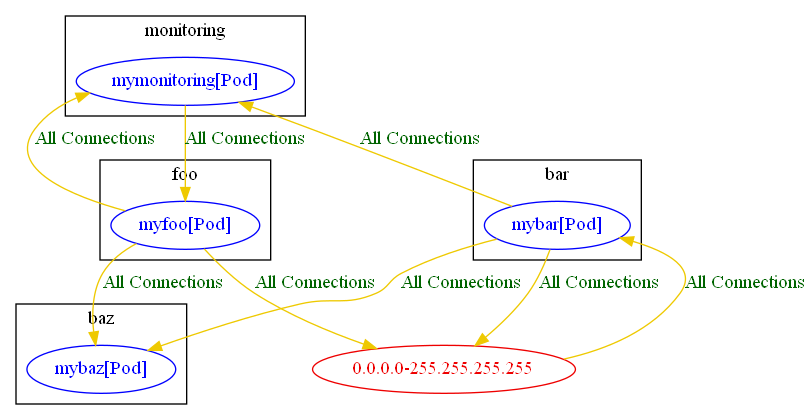 monitoring
mymonitoring[Pod]
All Connections
All Connections
All Connections
foo
bar
myfoo[Pod]
mybar[Pod]
All Connections
All Connections
All Connections
All Connections
All Connections
baz
mybaz[Pod]
0.0.0.0-255.255.255.255